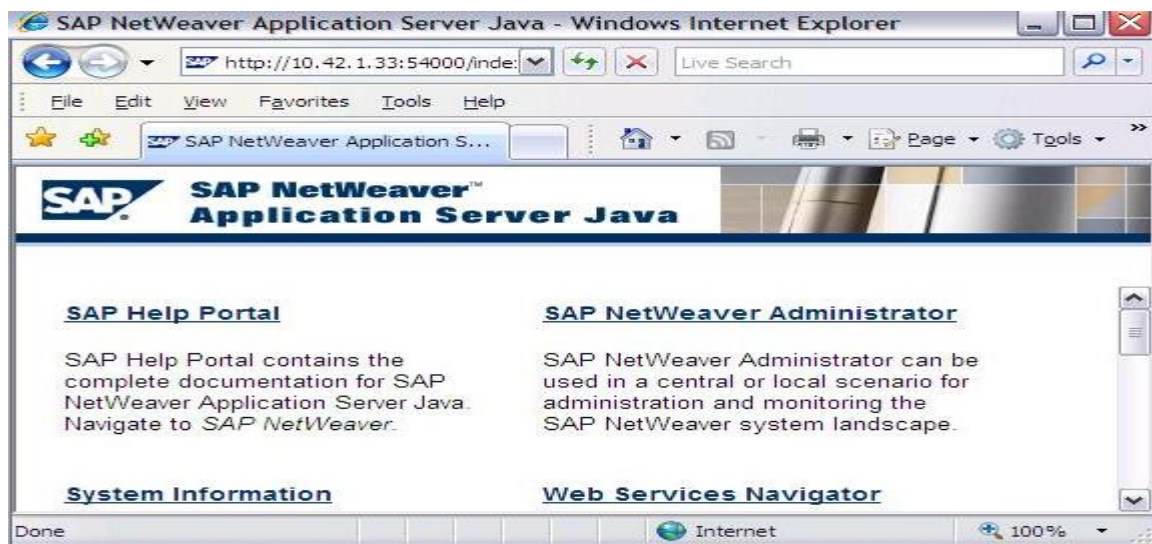 SAP NetWeaver Application Server Java - Windows Internet Explorer
http://10.42.1.33:54000/inde
Live Search
File Edit View Favorites Tools Help
SAP NetWeaver Application S...
Page Tools
SAP
SAP NetWeaver™
Application Server Java
SAP Help Portal
SAP Help Portal contains the
complete documentation for SAP
NetWeaver Application Server Java.
Navigate to SAP NetWeaver.
SAP NetWeaver Administrator
SAP NetWeaver Administrator can be
used in a central or local scenario for
administration and monitoring the
SAP NetWeaver system landscape.
System Information
Web Services Navigator
Done
Internet
100%